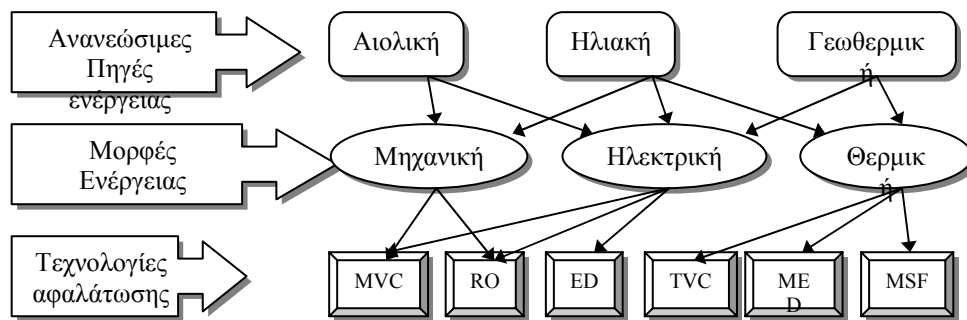 Ανανεώσιμες
Πηγές
ενέργειας
Αιολική
Ηλιακή
Γεωθερμικ
ή
Μορφές
Ενέργειας
Μηχανική
Ηλεκτρική
Θερμικ
ή
Τεχνολογίες
αφαλάτωσης
MVC
RO
ED
TVC
ME
D
MSF